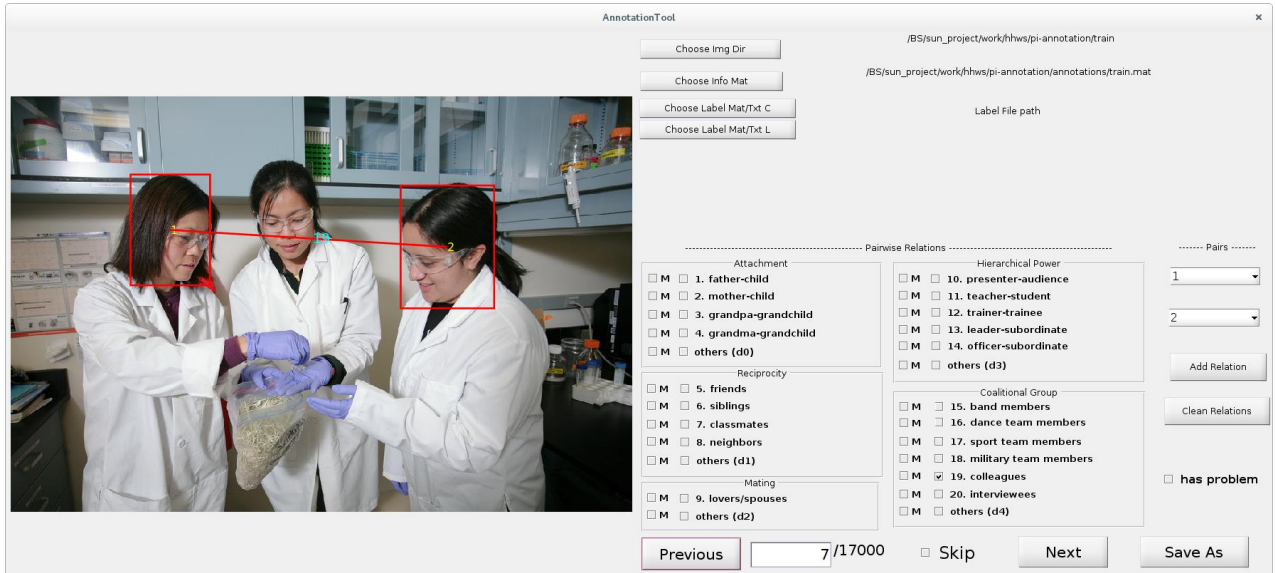 AnnotationTool ×
Choose Img Dir
/BS/sun_project/work/hhws/pi-annotation/train
Choose Info Mat
/BS/sun_project/work/hhws/pi-annotation/annotations/train.mat
Choose Label Mat/Txt C
Label File path
Choose Label Mat/Txt L
1
19
2
Pairwise Relations
Attachment
M 1. father-child
M 2. mother-child
M 3. grandpa-grandchild
M 4. grandma-grandchild
M others (d0)
Reciprocity
M 5. friends
M 6. siblings
M 7. classmates
M 8. neighbors
M others (d1)
Mating
M 9. lovers/spouses
M others (d2)
Hierarchical Power
M 10. presenter-audience
M 11. teacher-student
M 12. trainer-trainee
M 13. leader-subordinate
M 14. officer-subordinate
M others (d3)
Coalitional Group
M 15. band members
M 16. dance team members
M 17. sport team members
M 18. military team members
M 19. colleagues
M 20. interviewees
M others (d4)
------- Pairs -------
1
2
Add Relation
Clean Relations
has problem
Previous 7 /17000 Skip Next Save As